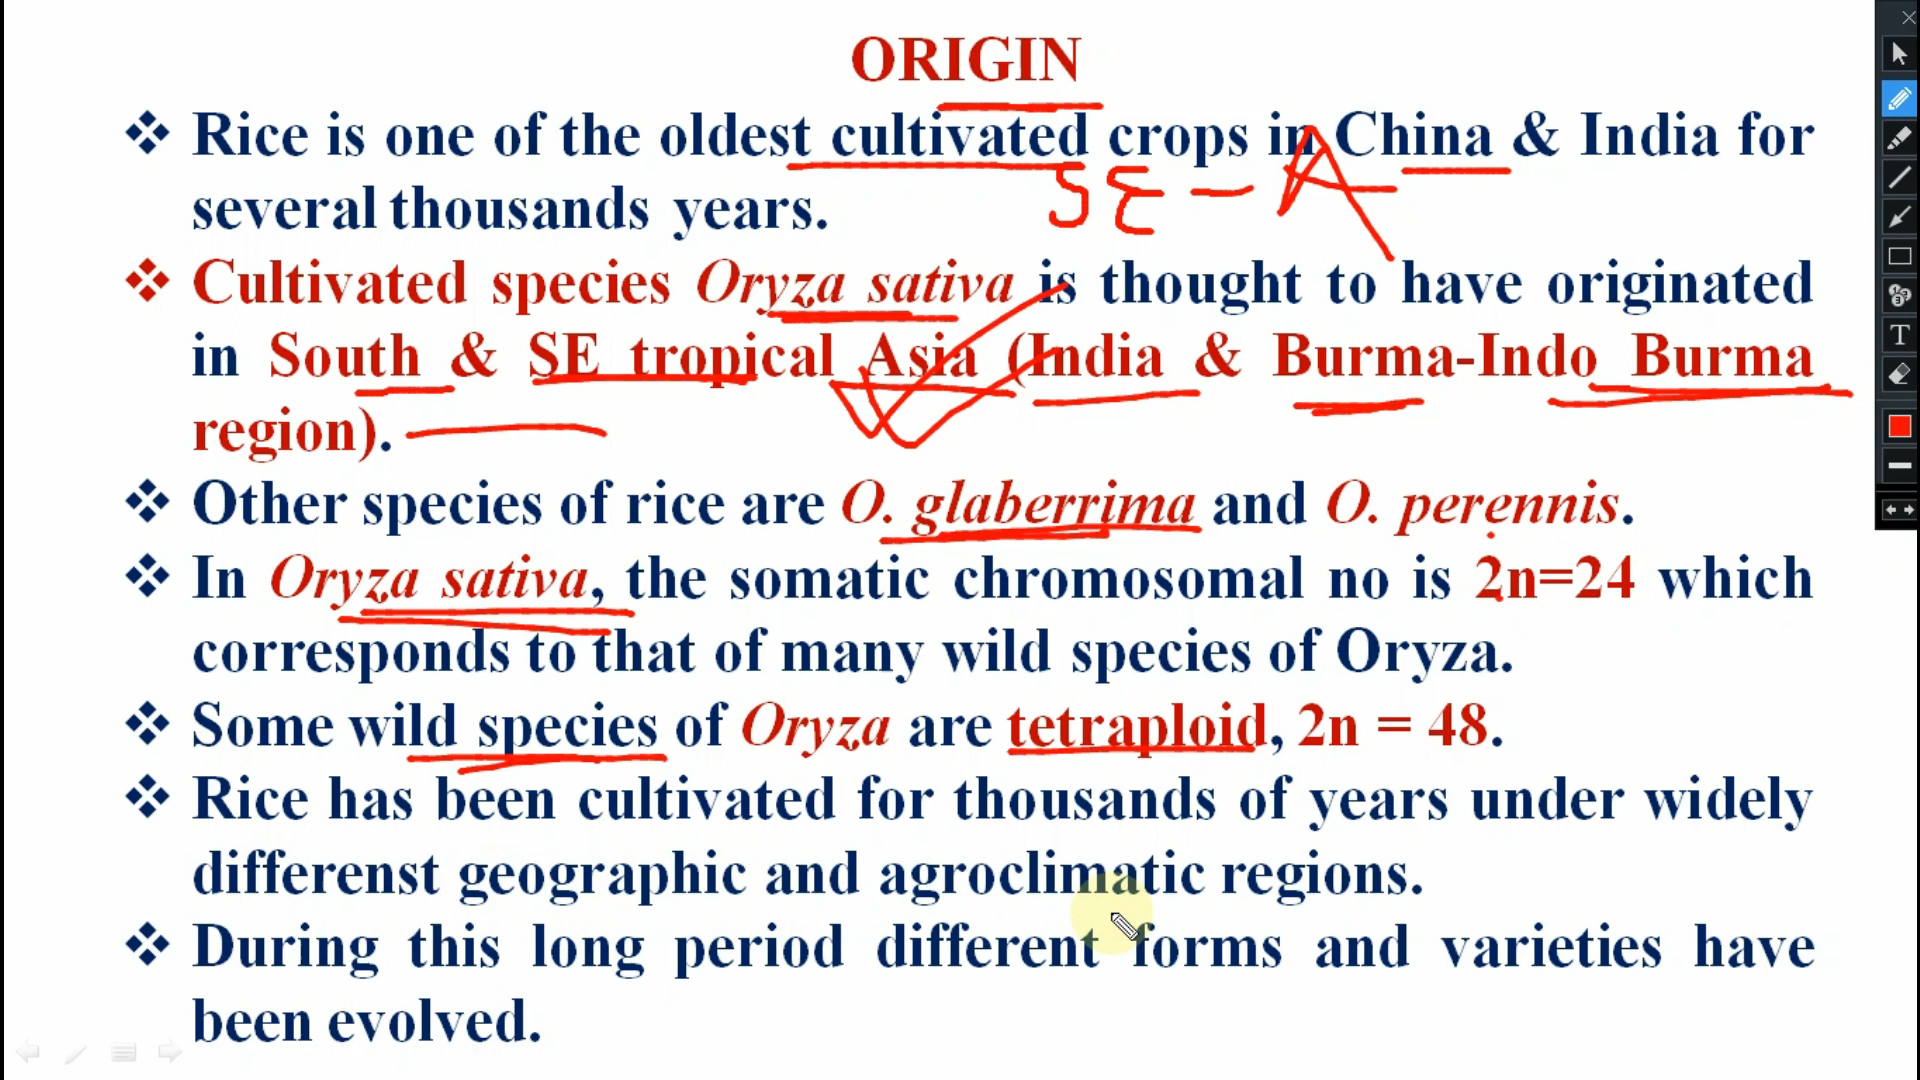 ORIGIN
❖ Rice is one of the oldest cultivated crops in China & India for
several thousands years.
SE - A
❖ Cultivated species Oryza sativa is thought to have originated
in South & SE tropical Asia (India & Burma-Indo Burma
region).
❖ Other species of rice are O. glaberrima and O. perennis.
❖ In Oryza sativa, the somatic chromosomal no is 2n=24 which
corresponds to that of many wild species of Oryza.
❖ Some wild species of Oryza are tetraploid, 2n = 48.
❖ Rice has been cultivated for thousands of years under widely
differenst geographic and agroclimatic regions.
❖ During this long period different forms and varieties have
been evolved.